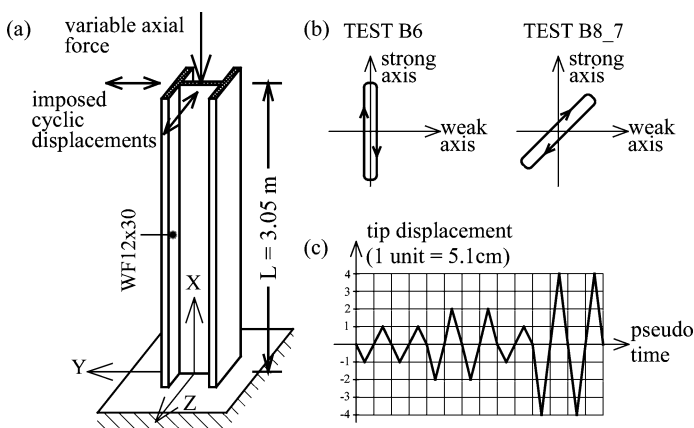 (a)
variable axial
force
imposed
cyclic
displacements
WF12x30
L = 3.05 m
X
Y
Z
(b)
TEST B6
strong
axis
weak
axis
TEST B8_7
strong
axis
weak
axis
(c)
tip displacement
(1 unit = 5.1cm)
4
3
2
1
-1
-2
-3
-4
pseudo
time